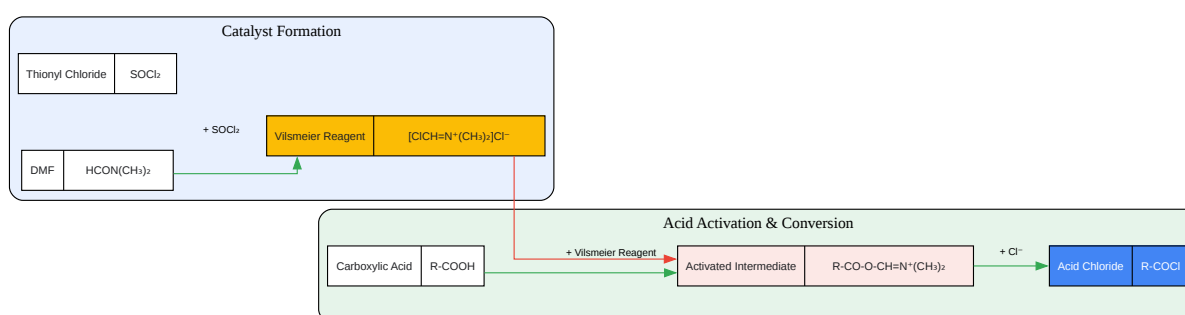 Catalyst Formation
Thionyl Chloride SOCl₂
+ SOCl₂
Vilsmeier Reagent [ClCH=N⁺(CH₃)₂]Cl⁻
DMF HCON(CH₃)₂
Acid Activation & Conversion
Carboxylic Acid R-COOH
+ Vilsmeier Reagent
Activated Intermediate R-CO-O-CH=N⁺(CH₃)₂
+ Cl⁻
Acid Chloride R-COCl